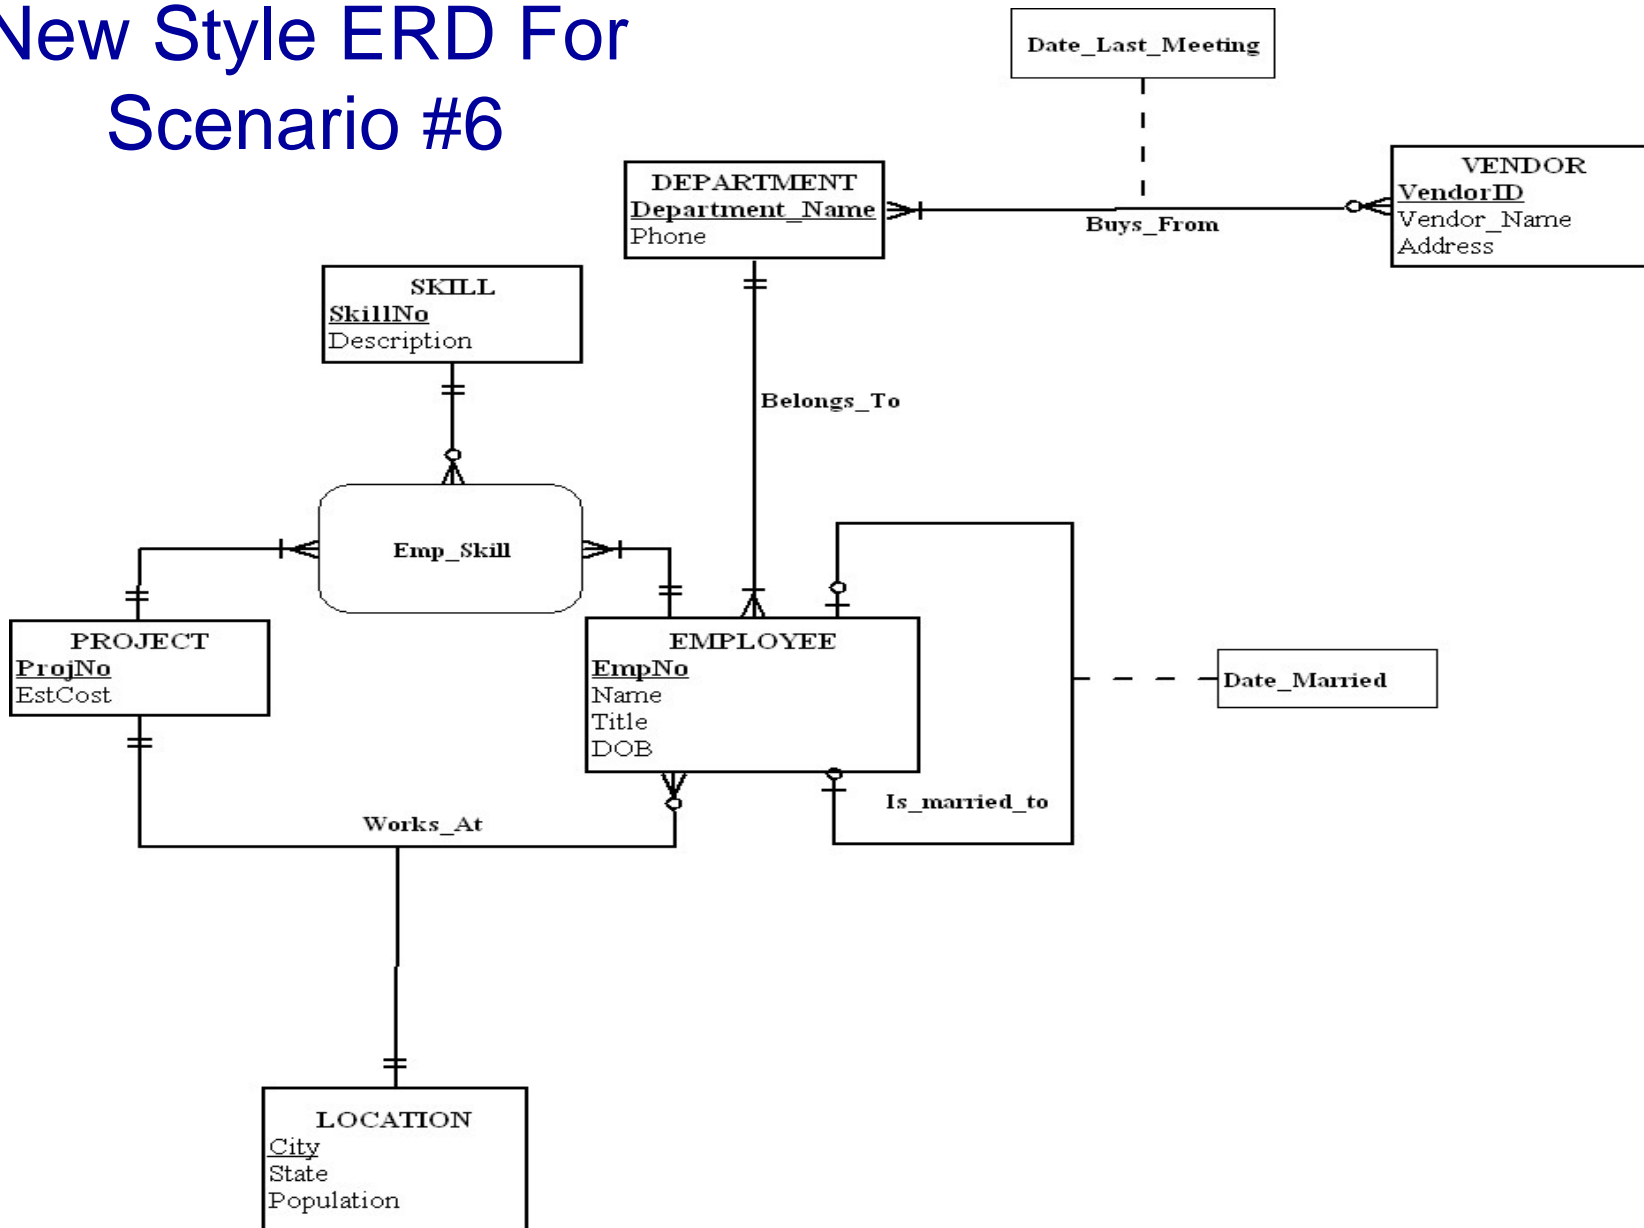 New Style ERD For
Scenario #6
Date_Last_Meeting
DEPARTMENT
Department_Name
Phone
Buys_From
VENDOR
VendorID
Vendor_Name
Address
SKILL
SkillNo
Description
Belongs_To
Emp_Skill
PROJECT
ProjNo
EstCost
EMPLOYEE
EmpNo
Name
Title
DOB
Date_Married
Is_married_to
Works_At
LOCATION
City
State
Population